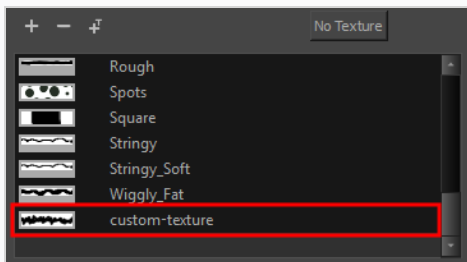 No Texture
Rough
Spots
Square
Stringy
Stringy_Soft
Wiggly_Fat
custom-texture